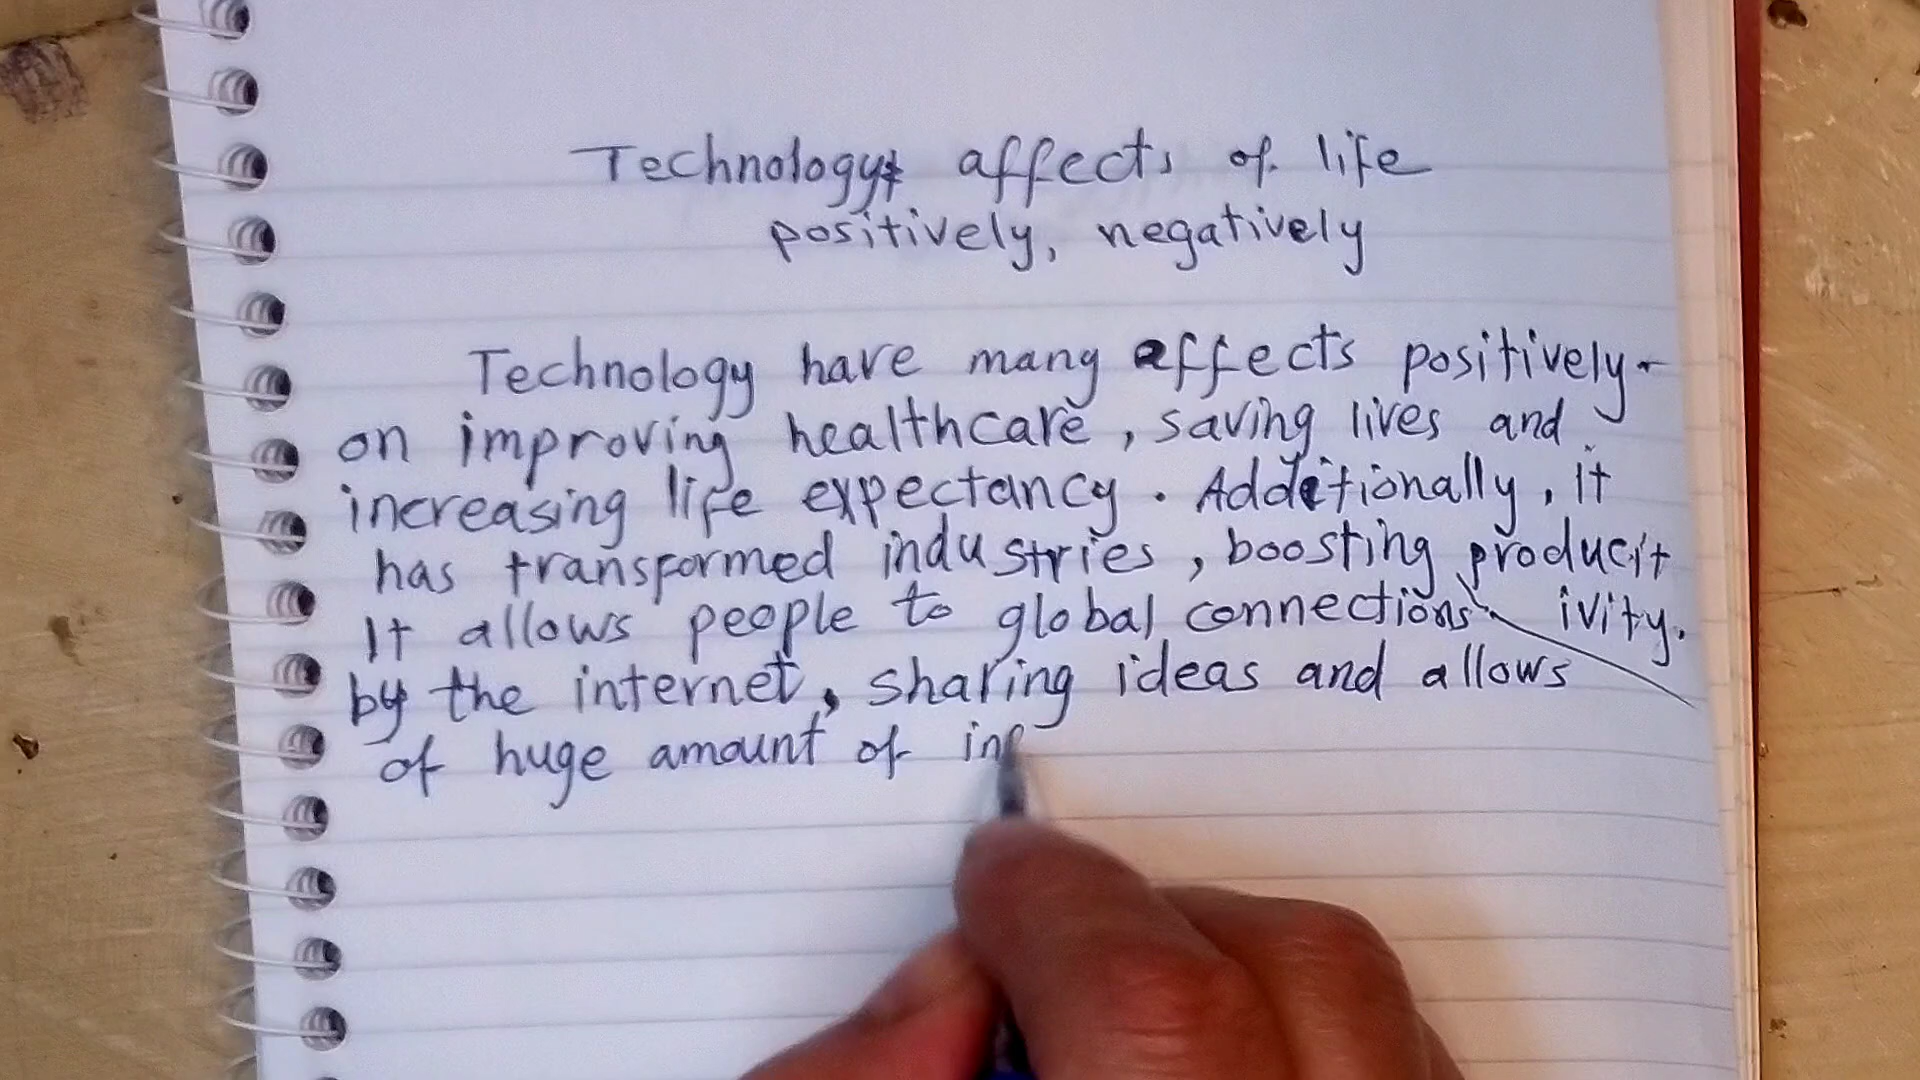 Technology affects of life
positively, negatively
Technology have many affects positively
on improving healthcare, saving lives and
increasing life expectancy. Additionally, it
has transformed industries, boosting producit
It allows people to global connections ivity.
by the internet, sharing ideas and allows
of huge amount of inf